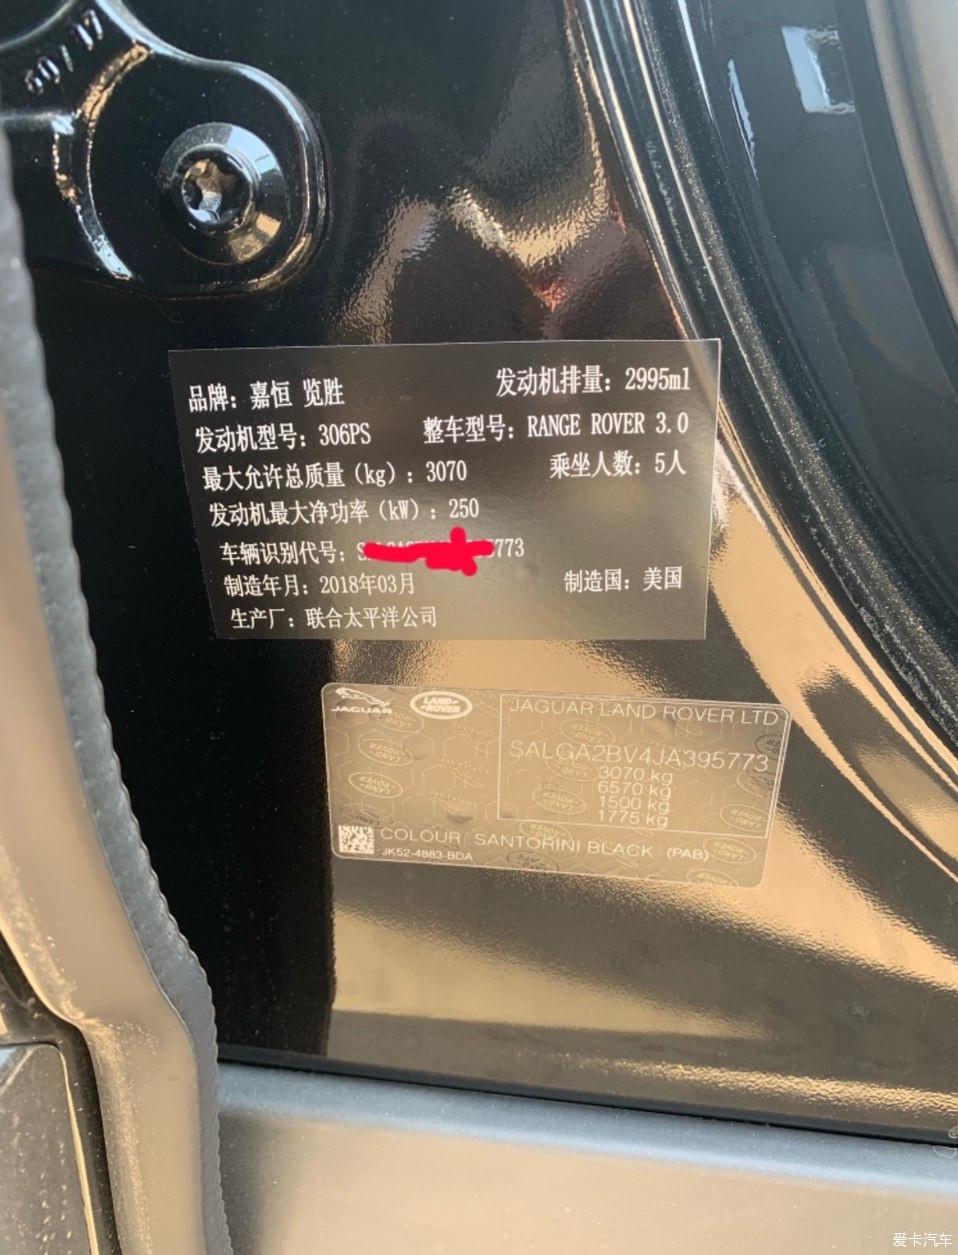 品牌: 嘉恒 览胜 发动机排量: 2995ml
发动机型号: 306PS 整车型号: RANGE ROVER 3.0
最大允许总质量 (kg) : 3070 乘坐人数: 5人
发动机最大净功率 (kW) : 250
车辆识别代号: 773
制造年月: 2018年03月 制造国: 美国
生产厂: 联合太平洋公司
JAGUAR LAND ROVER JAGUAR LAND ROVER LTD
SALGA2BV4JA395773
3070 kg
6570 kg
1500 kg
1775 kg
COLOUR: SANTORINI BLACK (PAB)
JK52-4883-BDA
爱卡汽车